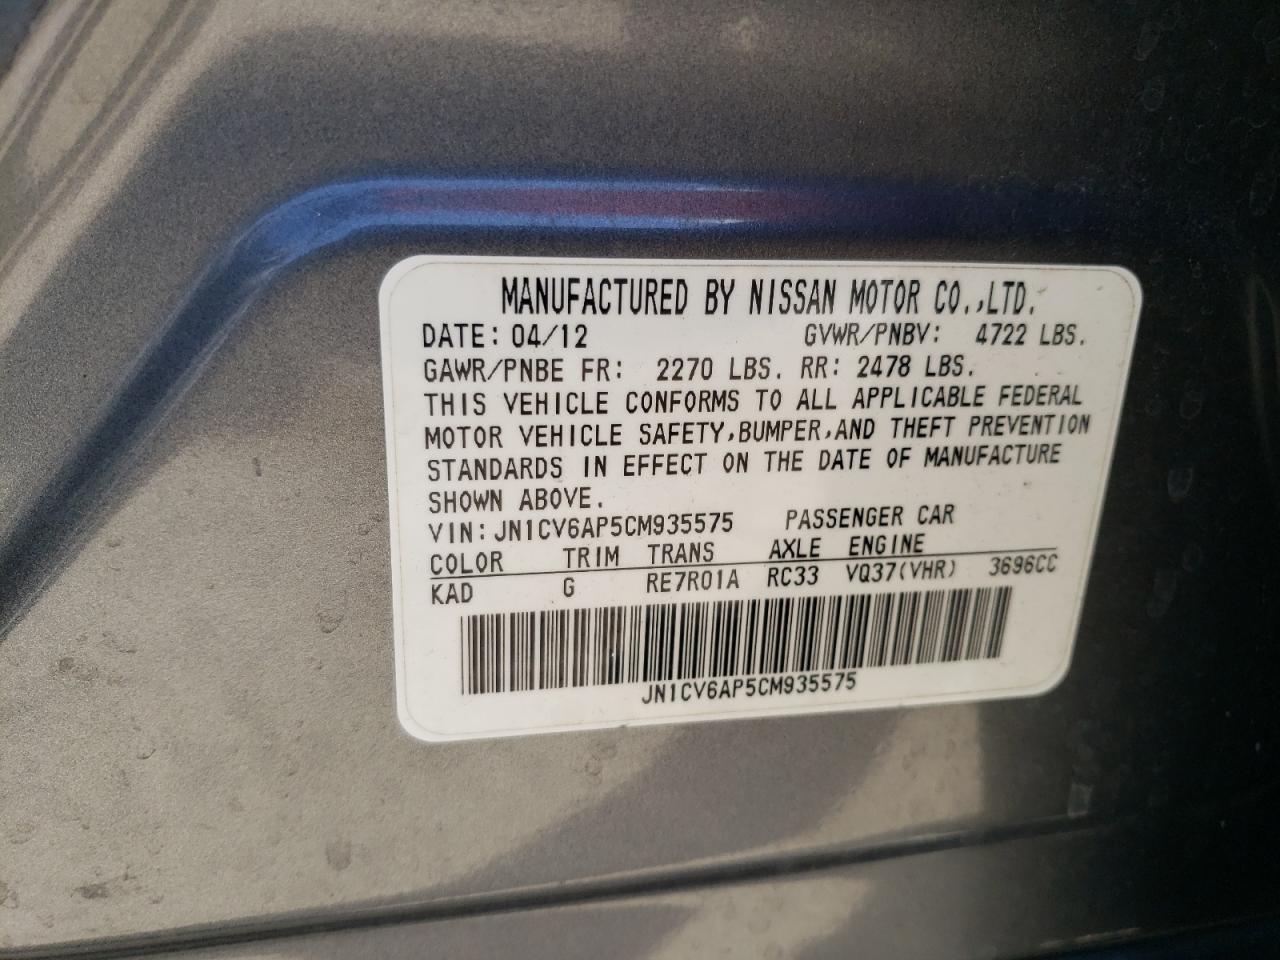 MANUFACTURED BY NISSAN MOTOR CO.,LTD.
DATE: 04/12 GVWR/PNBV: 4722 LBS.
GAWR/PNBE FR: 2270 LBS. RR: 2478 LBS.
THIS VEHICLE CONFORMS TO ALL APPLICABLE FEDERAL
MOTOR VEHICLE SAFETY,BUMPER,AND THEFT PREVENTION
STANDARDS IN EFFECT ON THE DATE OF MANUFACTURE
SHOWN ABOVE.
VIN: JN1CV6AP5CM935575 PASSENGER CAR
COLOR TRIM TRANS AXLE ENGINE
KAD G RE7R01A RC33 VQ37(VHR) 3696CC
JN1CV6AP5CM935575